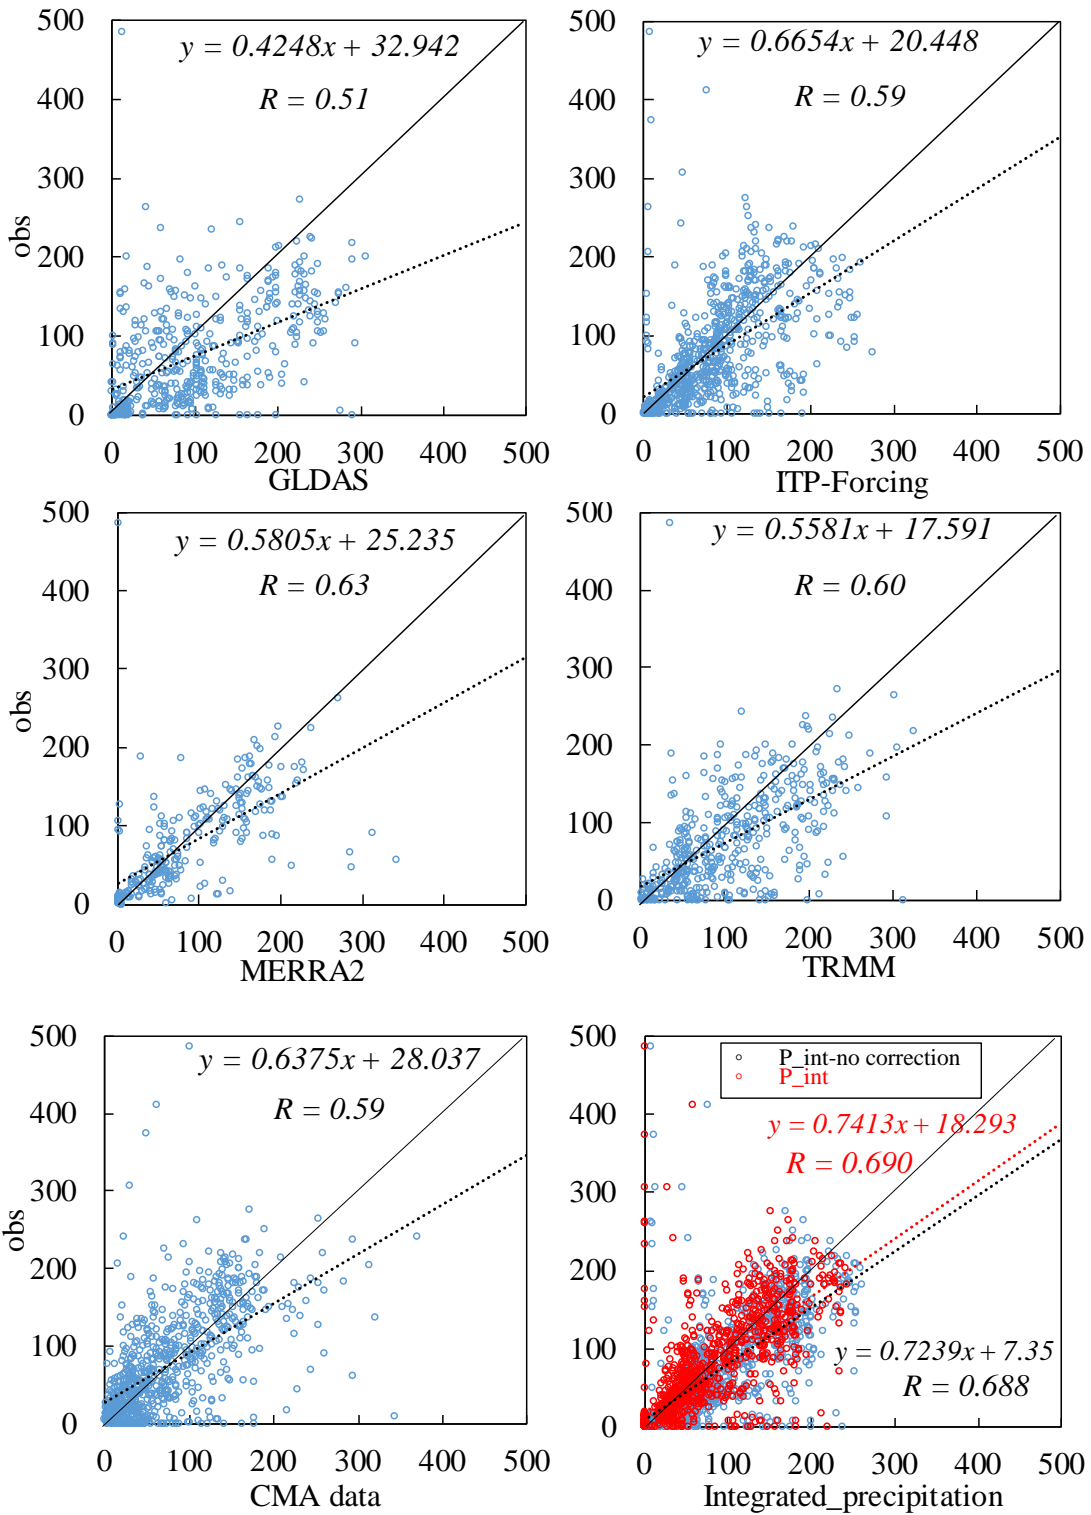 500
400
300
200
100
0
obs
y = 0.4248x + 32.942
R = 0.51
0 100 200 300 400 500
GLDAS
500
400
300
200
100
0
y = 0.6654x + 20.448
R = 0.59
0 100 200 300 400 500
ITP-Forcing
500
400
300
200
100
0
obs
y = 0.5805x + 25.235
R = 0.63
0 100 200 300 400 500
MERRA2
500
400
300
200
100
0
y = 0.5581x + 17.591
R = 0.60
0 100 200 300 400 500
TRMM
500
400
300
200
100
0
obs
y = 0.6375x + 28.037
R = 0.59
0 100 200 300 400 500
CMA data
500
400
300
200
100
0
P_int-no correction
P_int
y = 0.7413x + 18.293
R = 0.690
y = 0.7239x + 7.35
R = 0.688
0 100 200 300 400 500
Integrated_precipitation